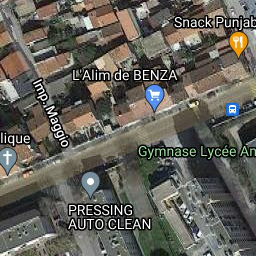 Snack Punjab
L'Alim de BENZA
Imp. Maggio
lique
Gymnase Lycée An
PRESSING
AUTO CLEAN